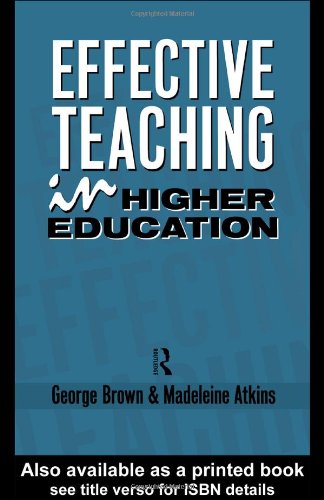 EFFECTIVE
TEACHING
in HIGHER
EDUCATION
ROUTLEDGE
George Brown & Madeleine Atkins
Also available as a printed book
see title verso for ISBN details